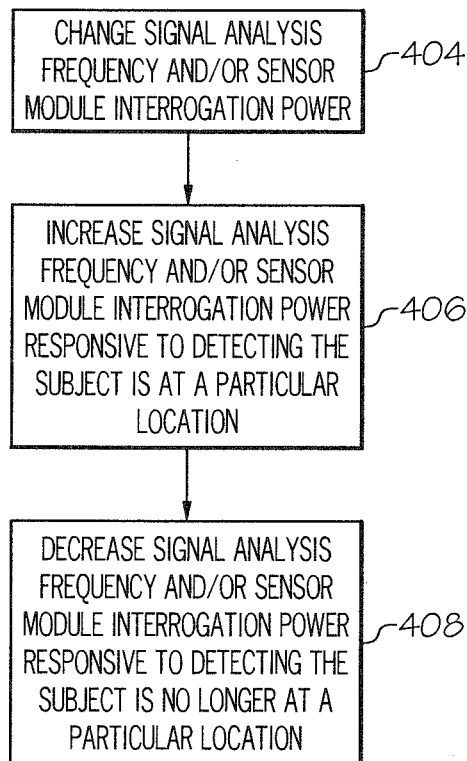 CHANGE SIGNAL ANALYSIS
FREQUENCY AND/OR SENSOR
MODULE INTERROGATION POWER
404
INCREASE SIGNAL ANALYSIS
FREQUENCY AND/OR SENSOR
MODULE INTERROGATION POWER
RESPONSIVE TO DETECTING THE
SUBJECT IS AT A PARTICULAR
LOCATION
406
DECREASE SIGNAL ANALYSIS
FREQUENCY AND/OR SENSOR
MODULE INTERROGATION POWER
RESPONSIVE TO DETECTING THE
SUBJECT IS NO LONGER AT A
PARTICULAR LOCATION
408